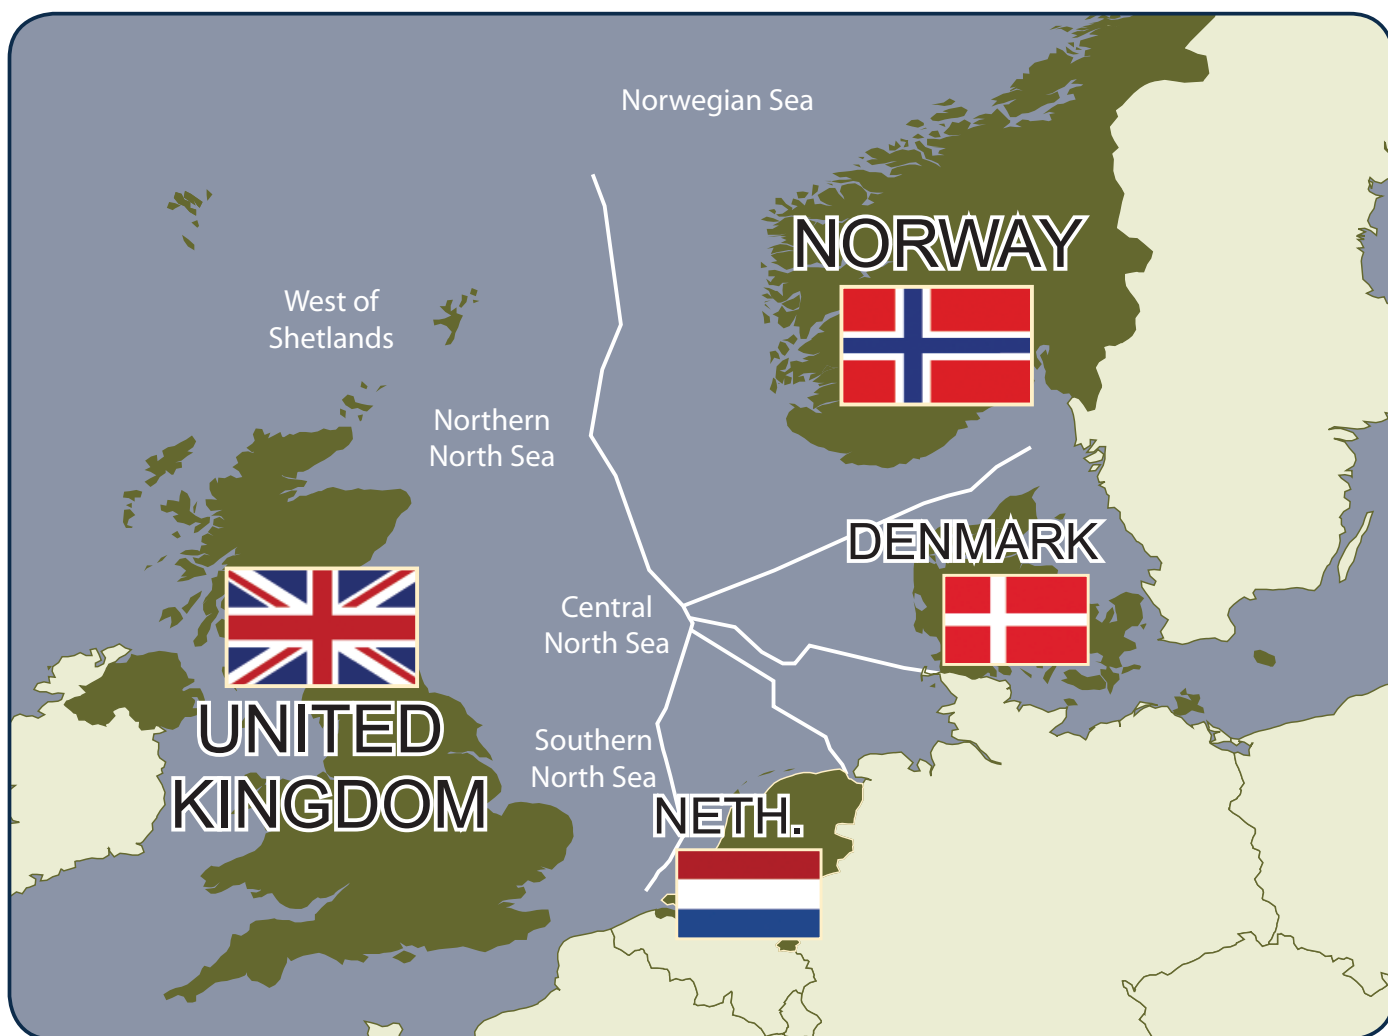 Norwegian Sea
NORWAY
West of
Shetlands
Northern
North Sea
DENMARK
Central
North Sea
UNITED
KINGDOM
Southern
North Sea
NETH.